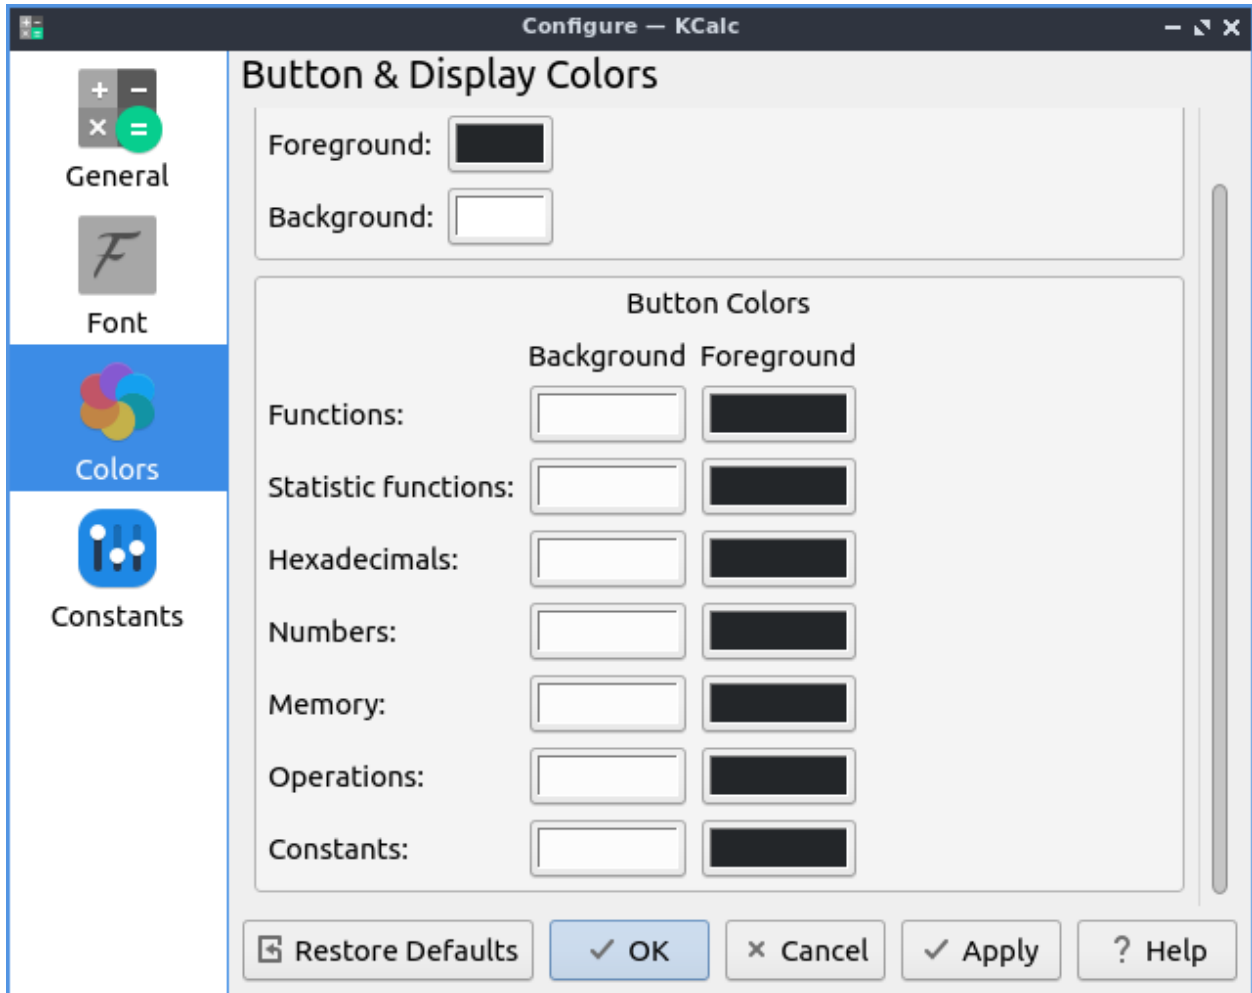 Configure — KCalc
General
Font
Colors
Constants
Button & Display Colors
Foreground:
Background:
Button Colors
Background Foreground
Functions:
Statistic functions:
Hexadecimals:
Numbers:
Memory:
Operations:
Constants:
Restore Defaults OK Cancel Apply ? Help